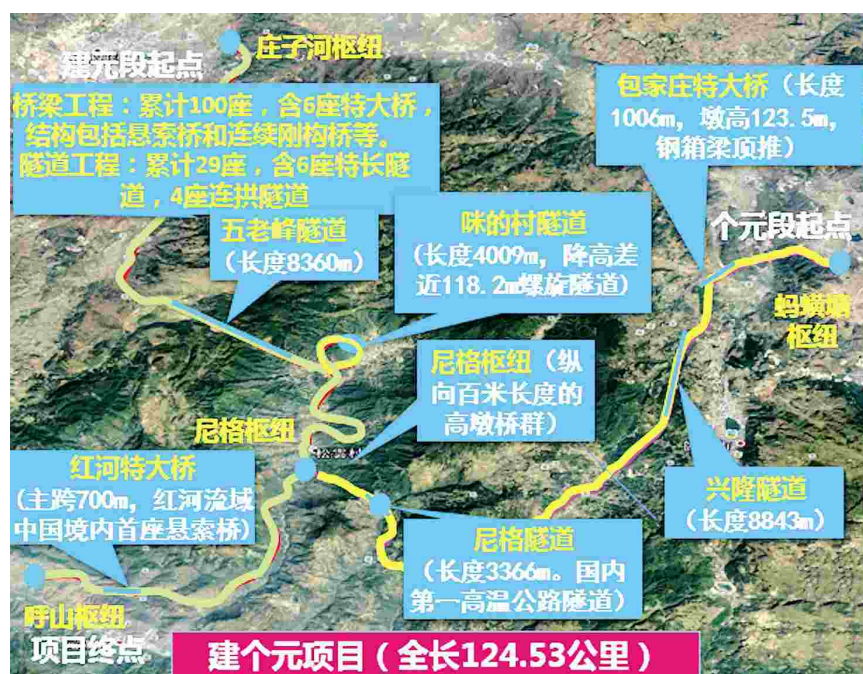 庄子河枢纽
建元段起点
桥梁工程：累计100座，含6座特大桥，
结构包括悬索桥和连续刚构桥等。
隧道工程：累计29座，含6座特长隧
道，4座连拱隧道
包家庄特大桥（长度
1006m，墩高123.5m，
钢箱梁顶推）
五老峰隧道
（长度8360m）
咪的村隧道
（长度4009m，降高差
近118.2m螺旋隧道）
个元段起点
蚂蟥塘
枢纽
尼格枢纽（纵
向百米长度的
高墩桥群）
尼格枢纽
红河特大桥
（主跨700m，红河流域
中国境内首座悬索桥）
兴隆隧道
（长度8843m）
尼格隧道
（长度3366m。国内
第一高温公路隧道）
呼山枢纽
项目终点
建个元项目（全长124.53公里）